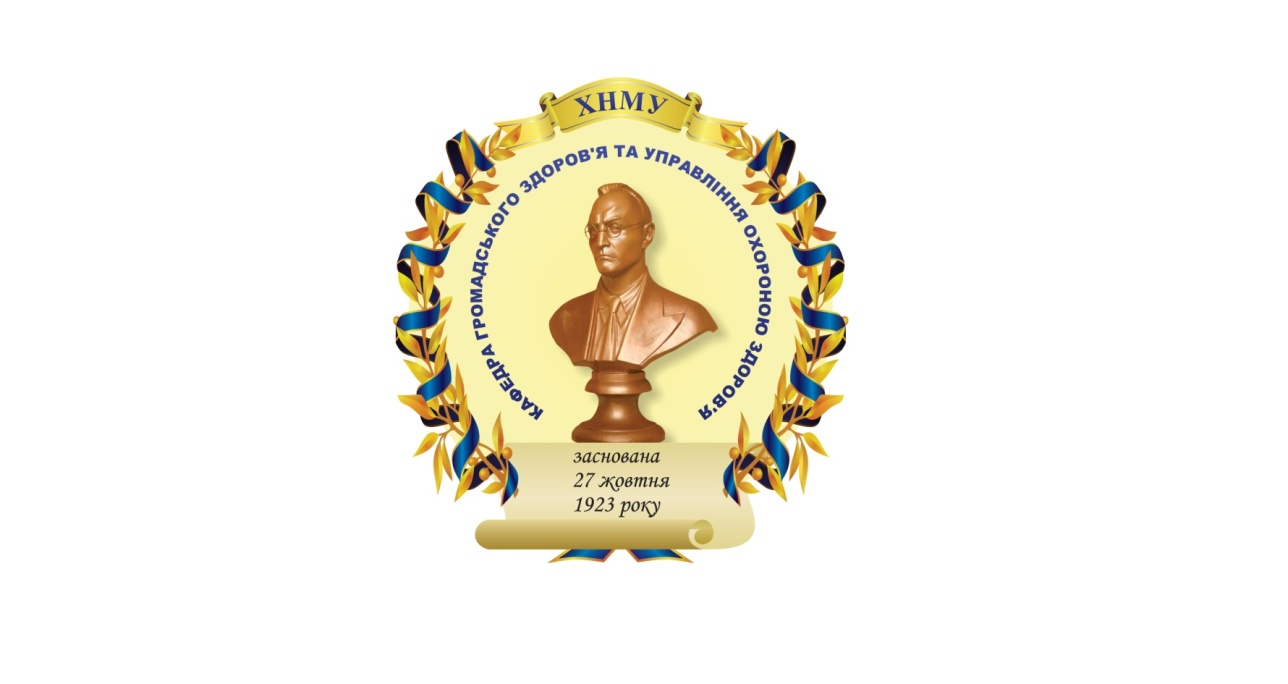 ХНМУ
КАФЕДРА ГРОМАДСЬКОГО ЗДОРОВ'Я ТА УПРАВЛІННЯ ОХОРОНОЮ ЗДОРОВ'Я
заснована
27 жовтня
1923 року